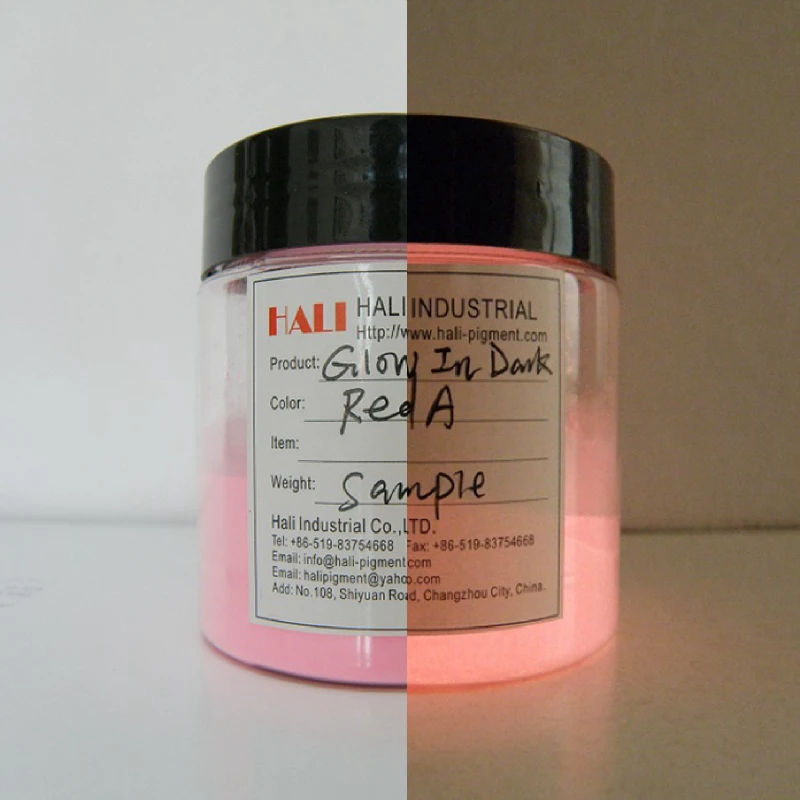 HALI HALI INDUSTRIAL
Http://www.hali-pigment.com
Product: Glow In Dark
Color: Red A
Item:
Weight: Sample
Hali Industrial Co.,LTD.
Tel: +86-519-83754668 Fax: +86-519-83754668
Email: info@hali-pigment.com
Email: halipigment@yahoo.com
Add: No.108, Shiyuan Road, Changzhou City, China.